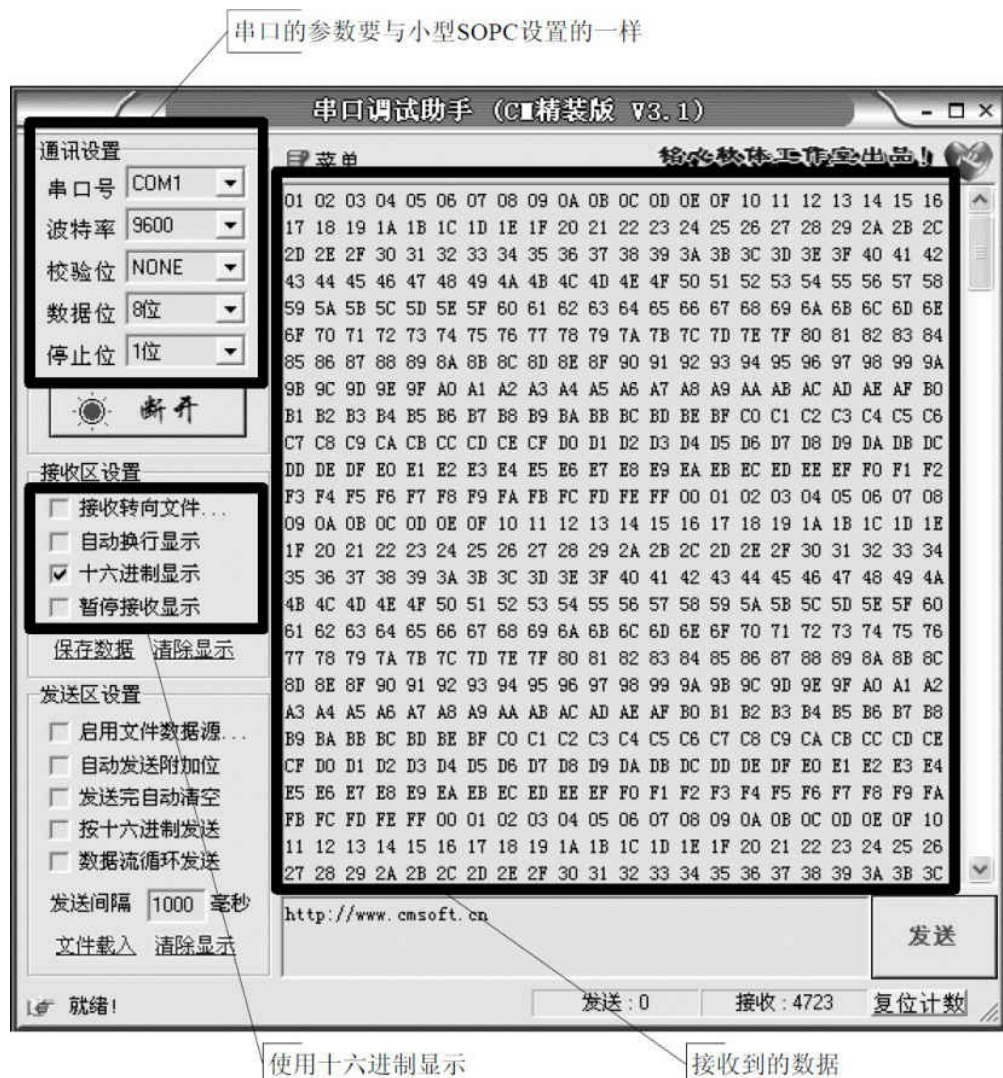 串口的参数要与小型SOPC设置的一样
串口调试助手 (CM精装版 V3.1)
通讯设置
串口号 COM1
波特率 9600
校验位 NONE
数据位 8位
停止位 1位
断开
接收区设置
接收转向文件...
自动换行显示
十六进制显示
暂停接收显示
保存数据 清除显示
发送区设置
启用文件数据源...
自动发送附加位
发送完自动清空
按十六进制发送
数据流循环发送
发送间隔 1000 毫秒
文件载入 清除显示
菜单
01 02 03 04 05 06 07 08 09 0A 0B 0C 0D 0E 0F 10 11 12 13 14 15 16
17 18 19 1A 1B 1C 1D 1E 1F 20 21 22 23 24 25 26 27 28 29 2A 2B 2C
2D 2E 2F 30 31 32 33 34 35 36 37 38 39 3A 3B 3C 3D 3E 3F 40 41 42
43 44 45 46 47 48 49 4A 4B 4C 4D 4E 4F 50 51 52 53 54 55 56 57 58
59 5A 5B 5C 5D 5E 5F 60 61 62 63 64 65 66 67 68 69 6A 6B 6C 6D 6E
6F 70 71 72 73 74 75 76 77 78 79 7A 7B 7C 7D 7E 7F 80 81 82 83 84
85 86 87 88 89 8A 8B 8C 8D 8E 8F 90 91 92 93 94 95 96 97 98 99 9A
9B 9C 9D 9E 9F A0 A1 A2 A3 A4 A5 A6 A7 A8 A9 AA AB AC AD AE AF B0
B1 B2 B3 B4 B5 B6 B7 B8 B9 BA BB BC BD BE BF C0 C1 C2 C3 C4 C5 C6
C7 C8 C9 CA CB CC CD CE CF D0 D1 D2 D3 D4 D5 D6 D7 D8 D9 DA DB DC
DD DE DF E0 E1 E2 E3 E4 E5 E6 E7 E8 E9 EA EB EC ED EE EF F0 F1 F2
F3 F4 F5 F6 F7 F8 F9 FA FB FC FD FE FF 00 01 02 03 04 05 06 07 08
09 0A 0B 0C 0D 0E 0F 10 11 12 13 14 15 16 17 18 19 1A 1B 1C 1D 1E
1F 20 21 22 23 24 25 26 27 28 29 2A 2B 2C 2D 2E 2F 30 31 32 33 34
35 36 37 38 39 3A 3B 3C 3D 3E 3F 40 41 42 43 44 45 46 47 48 49 4A
4B 4C 4D 4E 4F 50 51 52 53 54 55 56 57 58 59 5A 5B 5C 5D 5E 5F 60
61 62 63 64 65 66 67 68 69 6A 6B 6C 6D 6E 6F 70 71 72 73 74 75 76
77 78 79 7A 7B 7C 7D 7E 7F 80 81 82 83 84 85 86 87 88 89 8A 8B 8C
8D 8E 8F 90 91 92 93 94 95 96 97 98 99 9A 9B 9C 9D 9E 9F A0 A1 A2
A3 A4 A5 A6 A7 A8 A9 AA AB AC AD AE AF B0 B1 B2 B3 B4 B5 B6 B7 B8
B9 BA BB BC BD BE BF C0 C1 C2 C3 C4 C5 C6 C7 C8 C9 CA CB CC CD CE
CF D0 D1 D2 D3 D4 D5 D6 D7 D8 D9 DA DB DC DD DE DF E0 E1 E2 E3 E4
E5 E6 E7 E8 E9 EA EB EC ED EE EF F0 F1 F2 F3 F4 F5 F6 F7 F8 F9 FA
FB FC FD FE FF 00 01 02 03 04 05 06 07 08 09 0A 0B 0C 0D 0E 0F 10
11 12 13 14 15 16 17 18 19 1A 1B 1C 1D 1E 1F 20 21 22 23 24 25 26
27 28 29 2A 2B 2C 2D 2E 2F 30 31 32 33 34 35 36 37 38 39 3A 3B 3C
http://www.cmsoft.cn
发送
就绪!
发送:0
接收:4723
复位计数
使用十六进制显示
接收到的数据